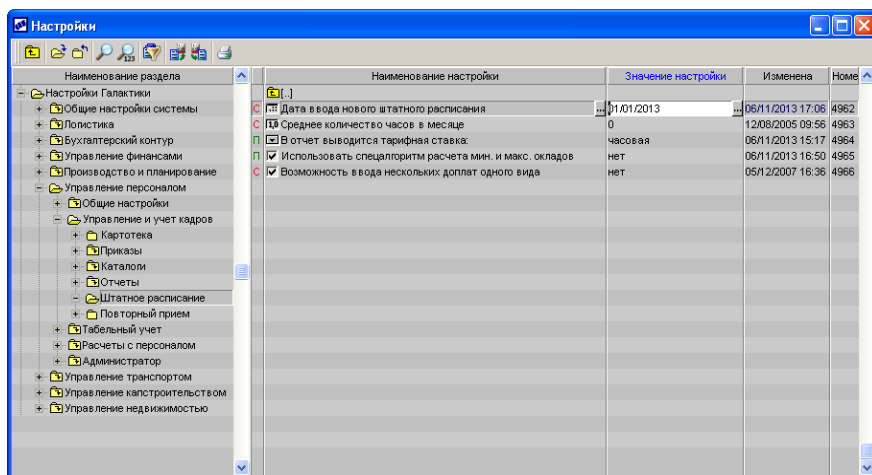 Настройки
123
Наименование раздела Наименование настройки Значение настройки Изменена Номе
Настройки Галактики [..]
Общие настройки системы С Дата ввода нового штатного расписания ... 01/01/2013 ... 06/11/2013 17:06 4962
Логистика С 1,0 Среднее количество часов в месяце 0 12/08/2005 09:56 4963
Бухгалтерский контур П В отчет выводится тарифная ставка: часовая 06/11/2013 15:17 4964
Управление финансами П Использовать спецалгоритм расчета мин. и макс. окладов нет 06/11/2013 16:50 4965
Производство и планирование С Возможность ввода нескольких доплат одного вида нет 05/12/2007 16:36 4966
Управление персоналом
Общие настройки
Управление и учет кадров
Картотека
Приказы
Каталоги
Отчеты
Штатное расписание
Повторный прием
Табельный учет
Расчеты с персоналом
Администратор
Управление транспортом
Управление капстроительством
Управление недвижимостью